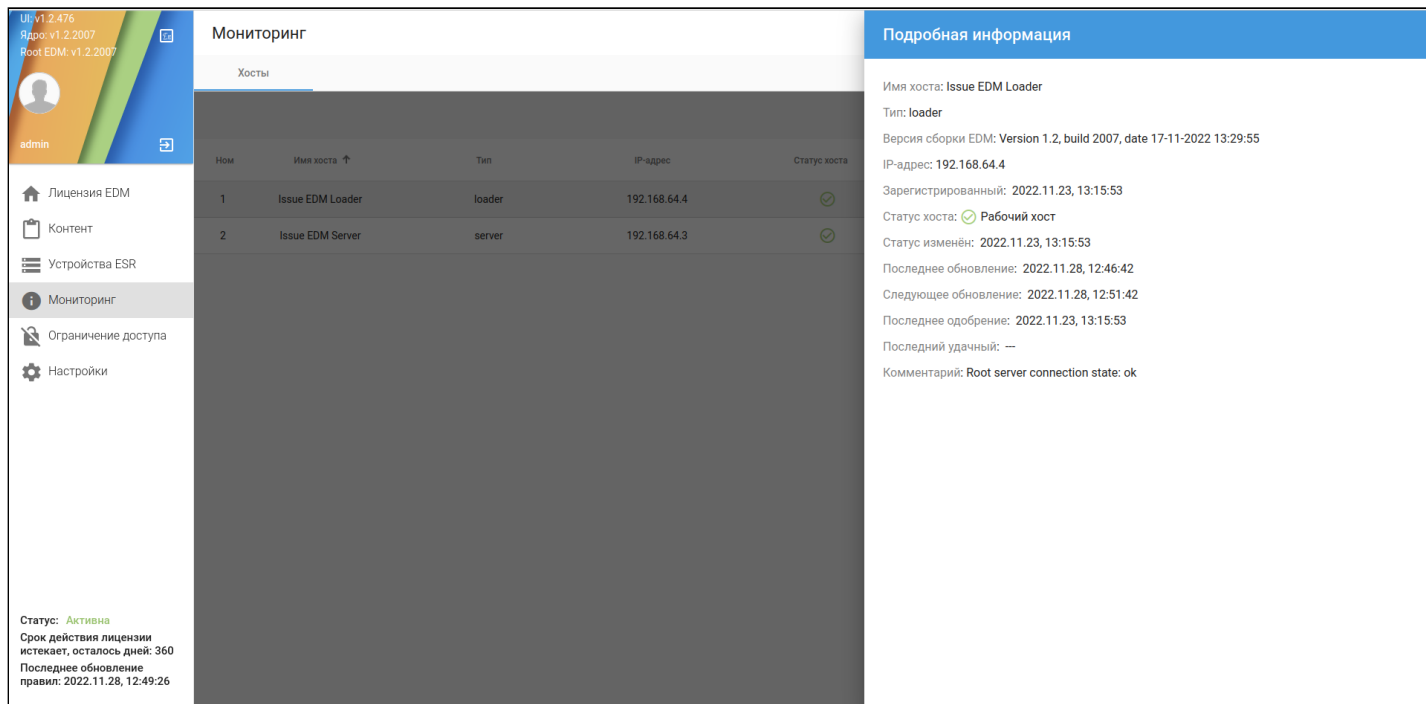 UI: v1.2.476
Ядро: v1.2.2007
Root EDM: v1.2.2007
admin
Лицензия EDM
Контент
Устройства ESR
Мониторинг
Ограничение доступа
Настройки
Статус: Активна
Срок действия лицензии
истекает, осталось дней: 360
Последнее обновление
правил: 2022.11.28, 12:49:26
Мониторинг
Хосты
Ном Имя хоста Тип IP-адрес Статус хоста
1 Issue EDM Loader loader 192.168.64.4
2 Issue EDM Server server 192.168.64.3
Подробная информация
Имя хоста: Issue EDM Loader
Тип: loader
Версия сборки EDM: Version 1.2, build 2007, date 17-11-2022 13:29:55
IP-адрес: 192.168.64.4
Зарегистрированный: 2022.11.23, 13:15:53
Статус хоста: Рабочий хост
Статус изменён: 2022.11.23, 13:15:53
Последнее обновление: 2022.11.28, 12:46:42
Следующее обновление: 2022.11.28, 12:51:42
Последнее одобрение: 2022.11.23, 13:15:53
Последний удачный: ---
Комментарий: Root server connection state: ok